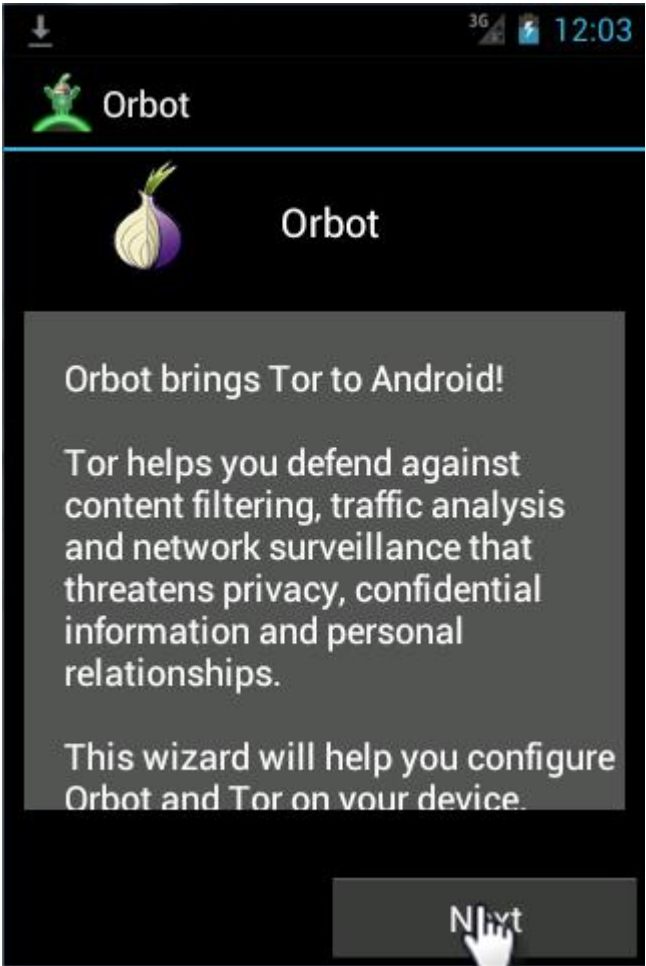 3G 12:03
Orbot
Orbot
Orbot brings Tor to Android!
Tor helps you defend against
content filtering, traffic analysis
and network surveillance that
threatens privacy, confidential
information and personal
relationships.
This wizard will help you configure
Orbot and Tor on your device.
Next